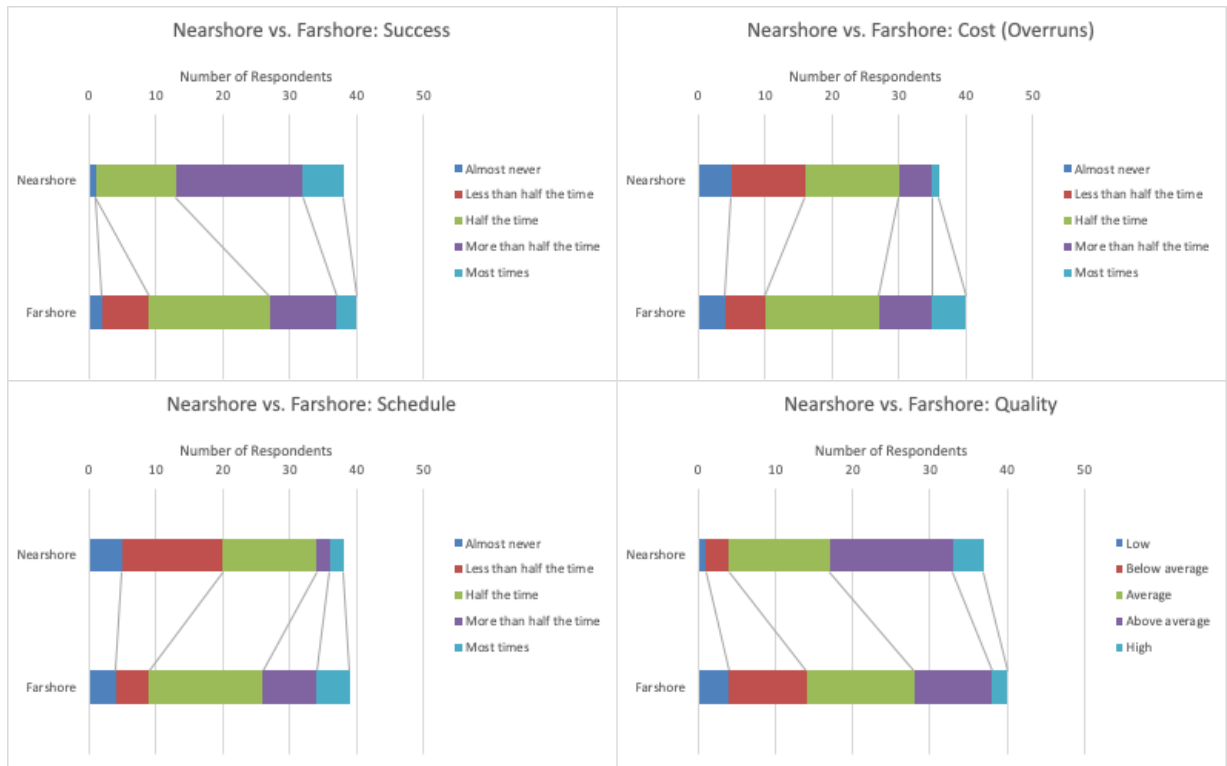 Nearshore vs. Farshore: Success
Number of Respondents
0 10 20 30 40 50
Nearshore
Farshore
Almost never
Less than half the time
Half the time
More than half the time
Most times
Nearshore vs. Farshore: Cost (Overruns)
Number of Respondents
0 10 20 30 40 50
Nearshore
Farshore
Almost never
Less than half the time
Half the time
More than half the time
Most times
Nearshore vs. Farshore: Schedule
Number of Respondents
0 10 20 30 40 50
Nearshore
Farshore
Almost never
Less than half the time
Half the time
More than half the time
Most times
Nearshore vs. Farshore: Quality
Number of Respondents
0 10 20 30 40 50
Nearshore
Farshore
Low
Below average
Average
Above average
High